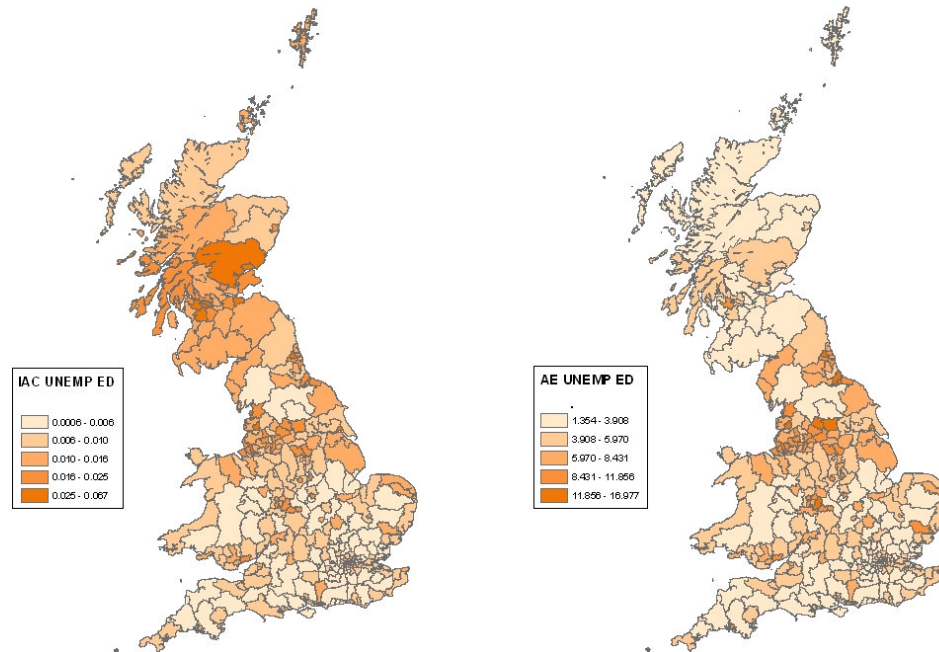 IAC UNEMP ED
0.0006 - 0.006
0.006 - 0.010
0.010 - 0.016
0.016 - 0.025
0.025 - 0.067
AE UNEMP ED
1.354 - 3.908
3.908 - 5.970
5.970 - 8.431
8.431 - 11.856
11.856 - 16.977